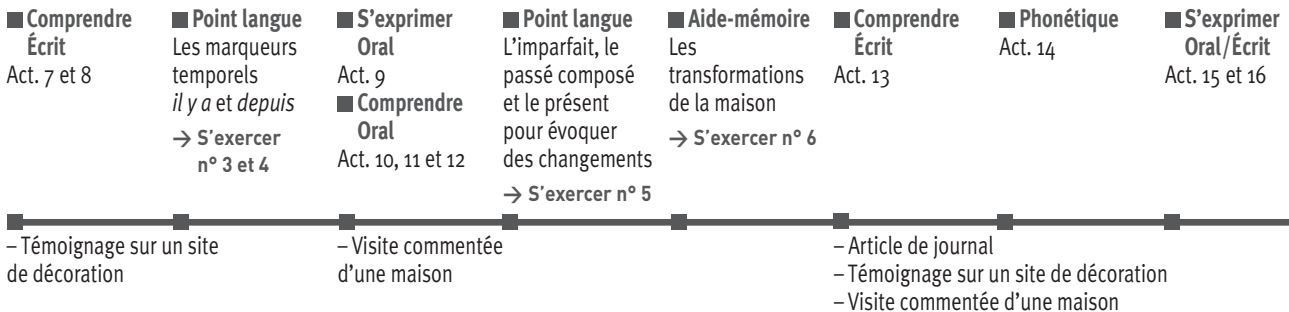 ■ Comprendre
Écrit
Act. 7 et 8
■ Point langue
Les marqueurs
temporels
il y a et depuis
→ S'exercer
n° 3 et 4
■ S'exprimer
Oral
Act. 9
■ Comprendre
Oral
Act. 10, 11 et 12
■ Point langue
L'imparfait, le
passé composé
et le présent
pour évoquer
des changements
→ S'exercer n° 5
■ Aide-mémoire
Les
transformations
de la maison
→ S'exercer n° 6
■ Comprendre
Écrit
Act. 13
■ Phonétique
Act. 14
■ S'exprimer
Oral/Écrit
Act. 15 et 16
– Témoignage sur un site
de décoration
– Visite commentée
d'une maison
– Article de journal
– Témoignage sur un site de décoration
– Visite commentée d'une maison